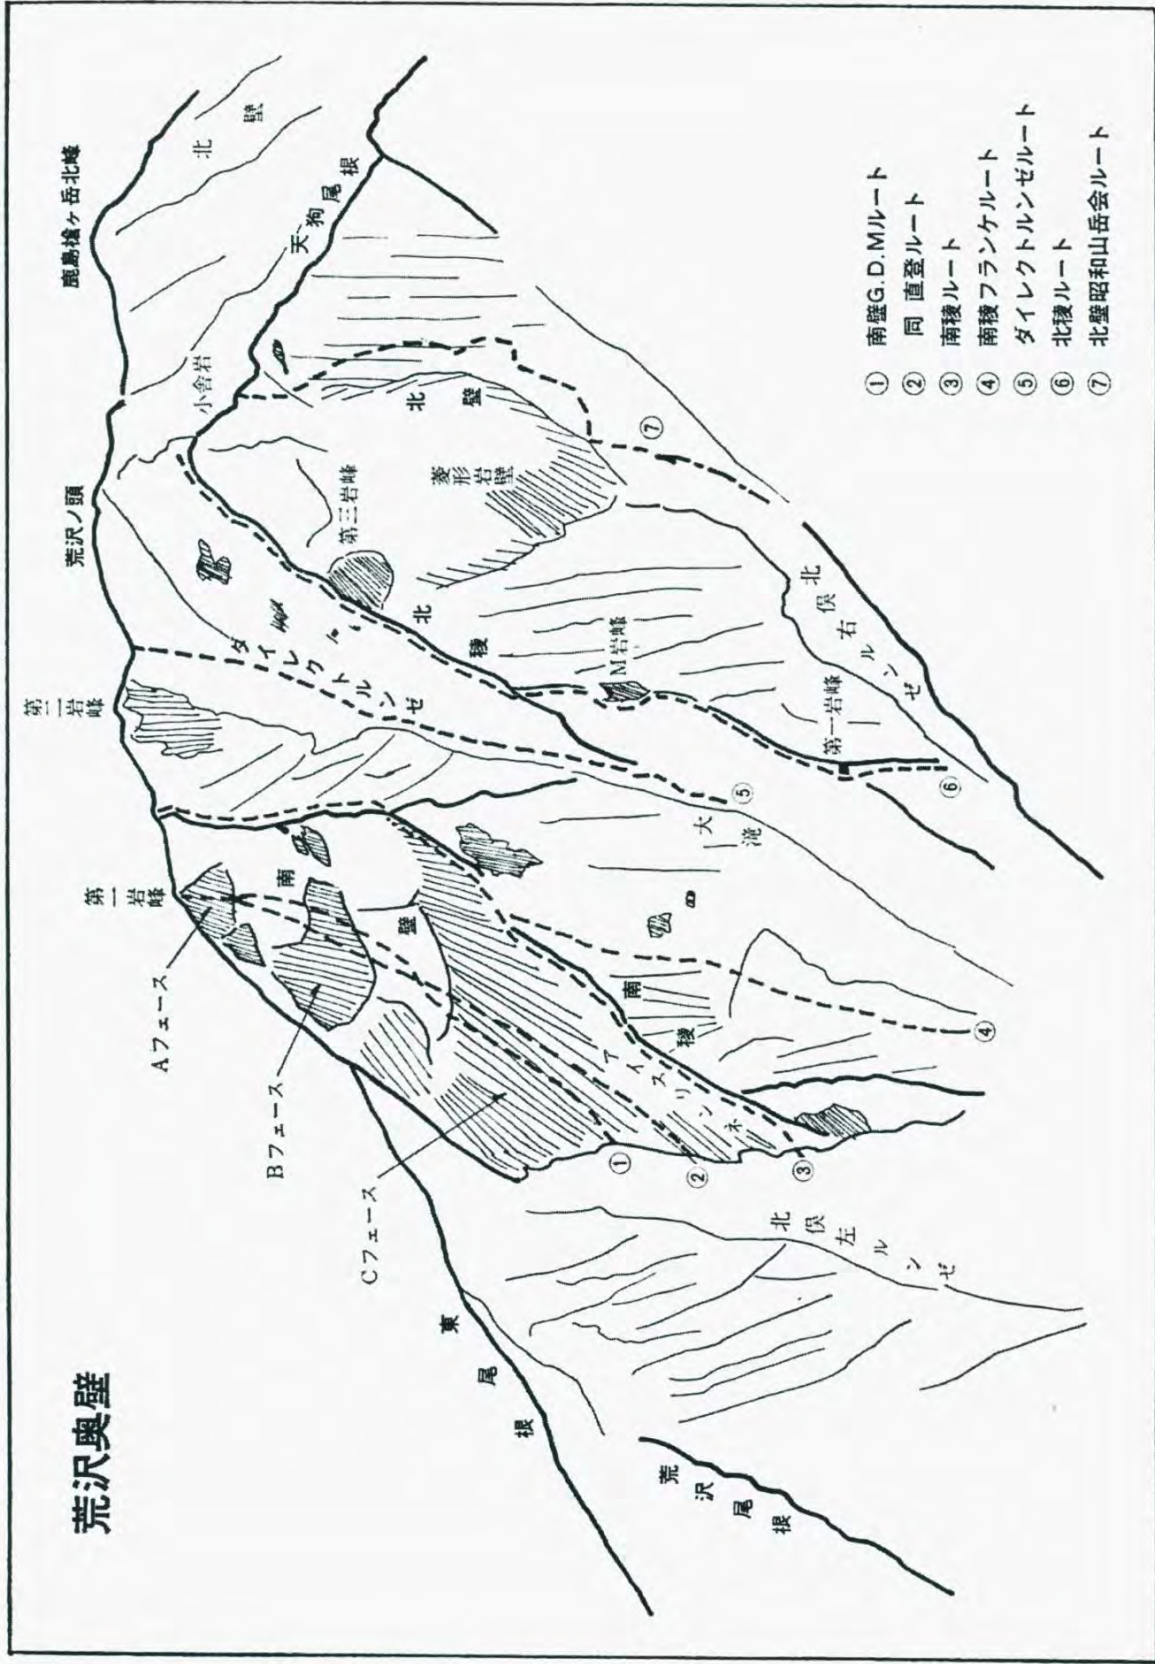 荒沢奥壁
第一岩峰
第二岩峰
荒沢ノ頭
鹿島槍ヶ岳北峰
北壁
天狗尾根
小舎岩
Aフェース
Bフェース
Cフェース
南壁
ダイレクトルンゼ
第三岩峰
北稜
菱形岩壁
北壁
M岩峰
第一岩峰
北俣右ルンゼ
大滝
南稜
アイスリンネ
東尾根
荒沢尾根
北俣左ルンゼ
①
②
③
④
⑤
⑥
⑦
① 南壁G.D.Mルート
② 同 直登ルート
③ 南稜ルート
④ 南稜フランケルート
⑤ ダイレクトルンゼルート
⑥ 北稜ルート
⑦ 北壁昭和山岳会ルート